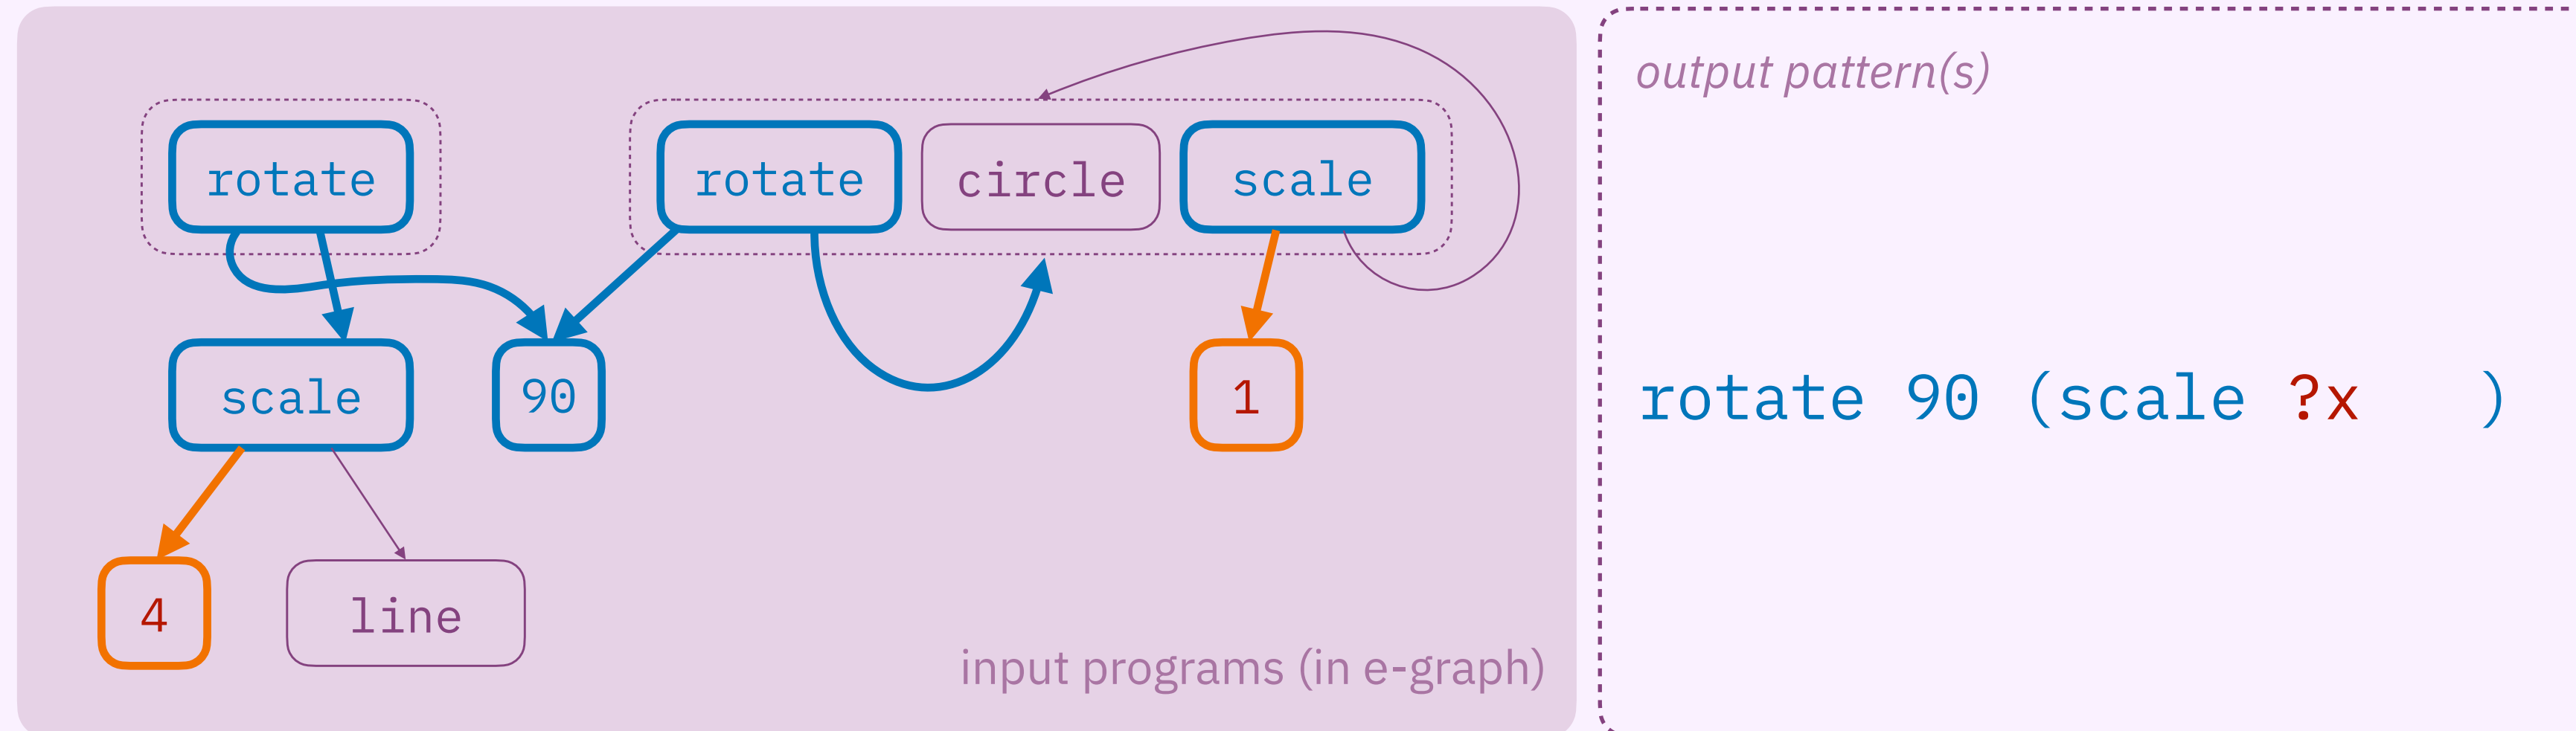 output pattern(s)
rotate
rotate
circle
scale
scale
90
1
rotate 90 (scale ?x )
4
line
input programs (in e-graph)